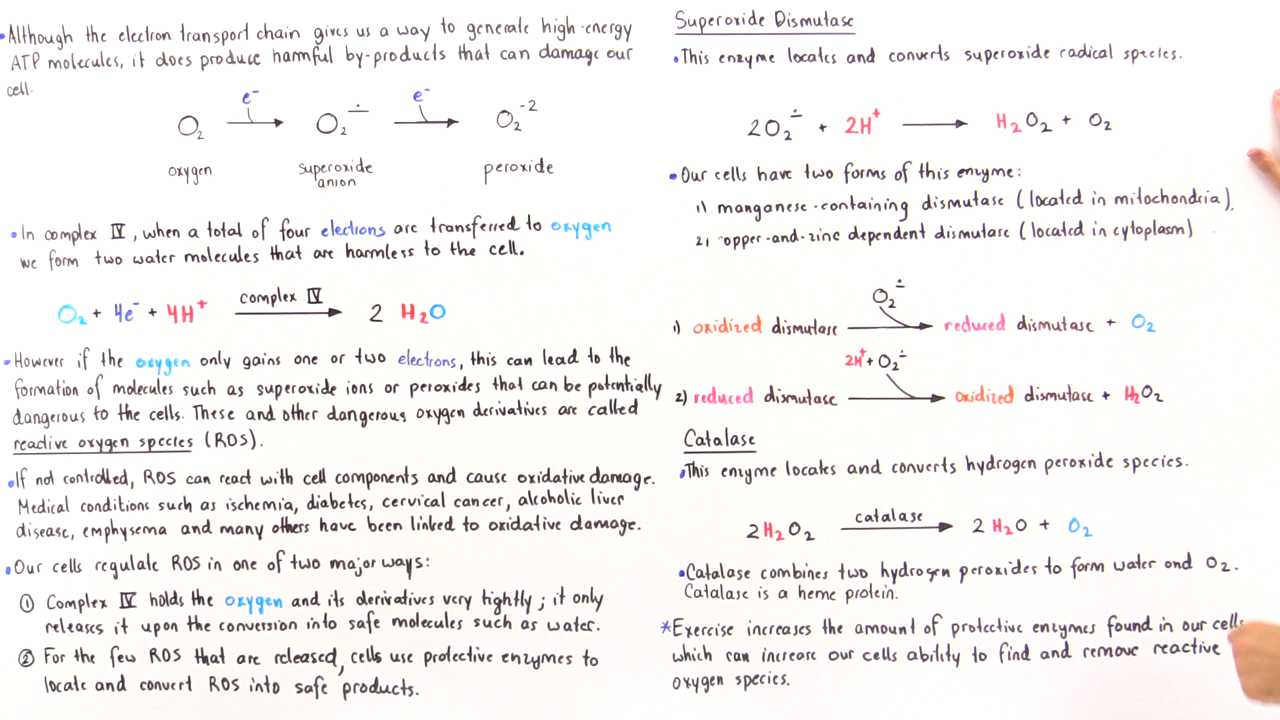 •Although the electron transport chain gives us a way to generate high-energy
ATP molecules, it does produce harmful by-products that can damage our
cell.
e⁻ e⁻
O₂ → O₂∸ → O₂⁻²
oxygen superoxide anion peroxide
•In complex IV, when a total of four electrons are transferred to oxygen
we form two water molecules that are harmless to the cell.
O₂ + 4e⁻ + 4H⁺ complex IV → 2 H₂O
•However if the oxygen only gains one or two electrons, this can lead to the
formation of molecules such as superoxide ions or peroxides that can be potentially
dangerous to the cells. These and other dangerous oxygen derivatives are called
reactive oxygen species (ROS).
•If not controlled, ROS can react with cell components and cause oxidative damage.
Medical conditions such as ischemia, diabetes, cervical cancer, alcoholic liver
disease, emphysema and many others have been linked to oxidative damage.
•Our cells regulate ROS in one of two major ways:
① Complex IV holds the oxygen and its derivatives very tightly; it only
releases it upon the conversion into safe molecules such as water.
② For the few ROS that are released, cells use protective enzymes to
locate and convert ROS into safe products.
Superoxide Dismutase
•This enzyme locates and converts superoxide radical species.
2O₂∸ + 2H⁺ → H₂O₂ + O₂
•Our cells have two forms of this enzyme:
1) manganese-containing dismutase (located in mitochondria).
2) opper-and-zinc dependent dismutase (located in cytoplasm)
O₂∸
1) oxidized dismutase → reduced dismutase + O₂
2H⁺+O₂∸
2) reduced dismutase → oxidized dismutase + H₂O₂
Catalase
•This enzyme locates and converts hydrogen peroxide species.
2H₂O₂ catalase → 2 H₂O + O₂
•Catalase combines two hydrogen peroxides to form water and O₂.
Catalase is a heme protein.
*Exercise increases the amount of protective enzymes found in our cells
which can increase our cells ability to find and remove reactive
oxygen species.